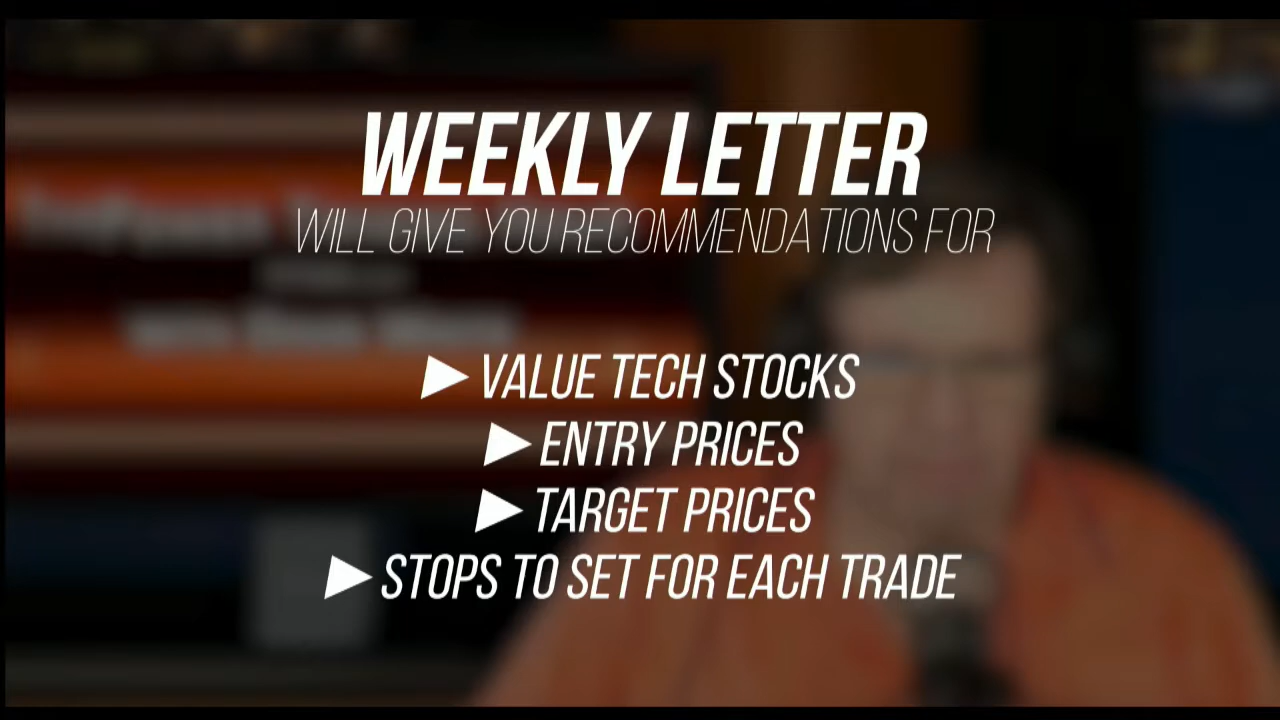 WEEKLY LETTER
WILL GIVE YOU RECOMMENDATIONS FOR
▶ VALUE TECH STOCKS
▶ ENTRY PRICES
▶ TARGET PRICES
▶ STOPS TO SET FOR EACH TRADE